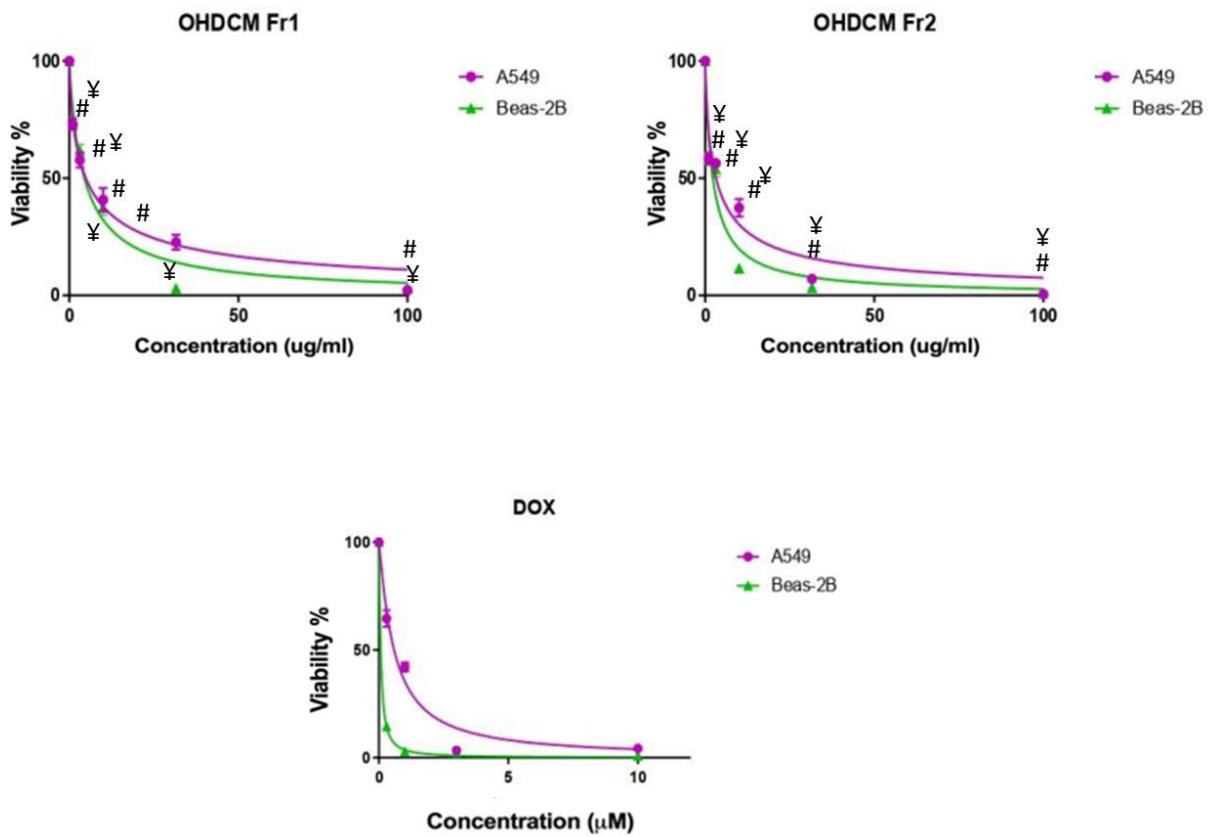 OHDCM Fr1
100
50
0
Viability %
¥
#
# ¥
#
#
¥
¥
#
¥
0 50 100
Concentration (ug/ml)
A549
Beas-2B
OHDCM Fr2
100
50
0
Viability %
¥
# ¥
#
¥
#
¥
#
¥
#
0 50 100
Concentration (ug/ml)
A549
Beas-2B
DOX
100
50
0
Viability %
0 5 10
Concentration (μM)
A549
Beas-2B